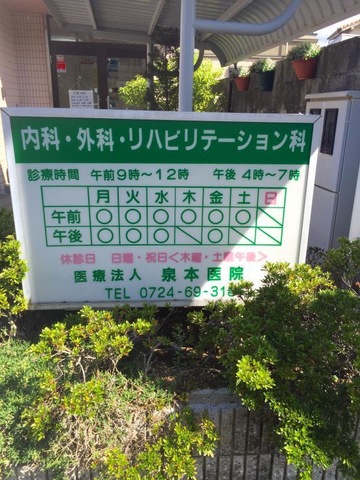 内科・外科・リハビリテーション科
診療時間 午前9時〜12時 午後 4時〜7時
月 火 水 木 金 土 日
午前 ○ ○ ○ ○ ○ ○ \
午後 ○ ○ ○ \ ○ \ \
休診日 日曜・祝日<木曜・土曜午後>
医療法人 泉本医院
TEL 0724-69-31